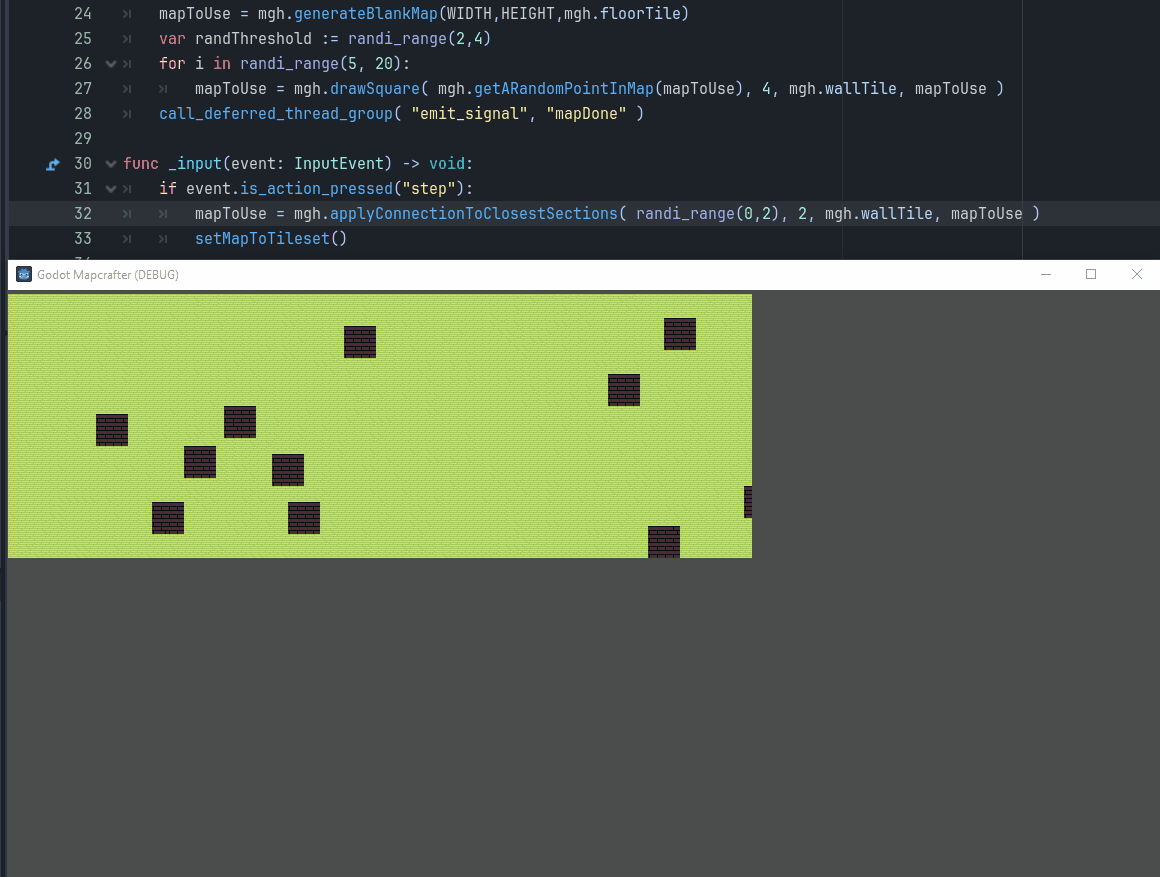 24 mapToUse = mgh.generateBlankMap(WIDTH,HEIGHT,mgh.floorTile)
25 var randThreshold := randi_range(2,4)
26 for i in randi_range(5, 20):
27 mapToUse = mgh.drawSquare( mgh.getARandomPointInMap(mapToUse), 4, mgh.wallTile, mapToUse )
28 call_deferred_thread_group( "emit_signal", "mapDone" )
29
30 func _input(event: InputEvent) -> void:
31 if event.is_action_pressed("step"):
32 mapToUse = mgh.applyConnectionToClosestSections( randi_range(0,2), 2, mgh.wallTile, mapToUse )
33 setMapToTileset()
Godot Mapcrafter (DEBUG)